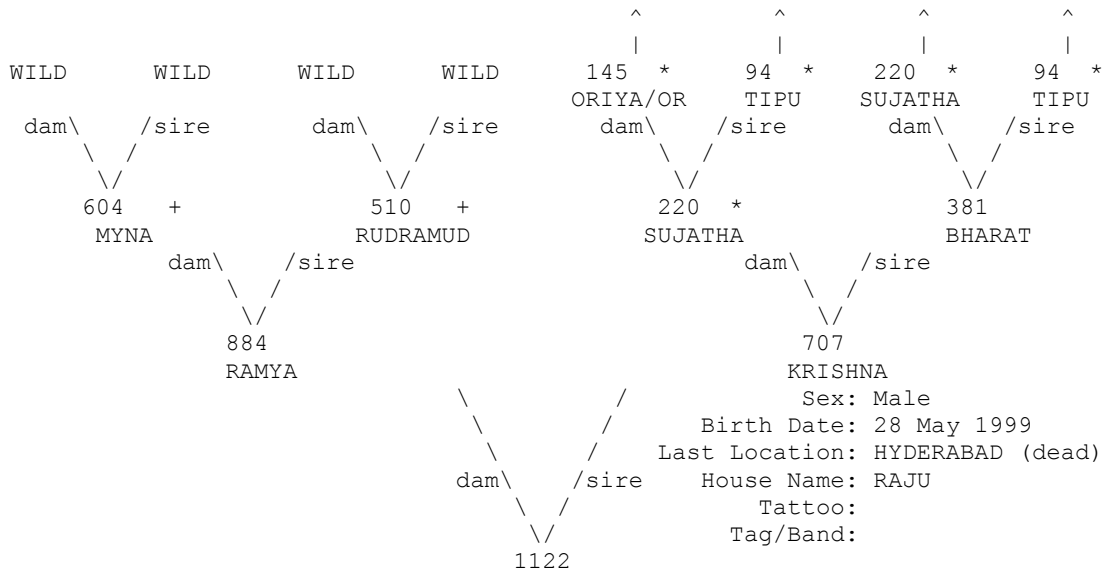 ^ ^ ^ ^
| | | |
WILD WILD WILD WILD 145 * 94 * 220 * 94 *
ORIYA/OR TIPU SUJATHA TIPU
dam\ /sire dam\ /sire dam\ /sire dam\ /sire
\ / \ / \ / \ /
\/ \/ \/ \/
604 + 510 + 220 * 381
MYNA RUDRAMUD SUJATHA BHARAT
dam\ /sire dam\ /sire
\ / \ /
\/ \/
884 707
RAMYA KRISHNA
\ / Sex: Male
\ / Birth Date: 28 May 1999
\ / Last Location: HYDERABAD (dead)
dam\ /sire House Name: RAJU
\ / Tattoo:
\/ Tag/Band:
1122